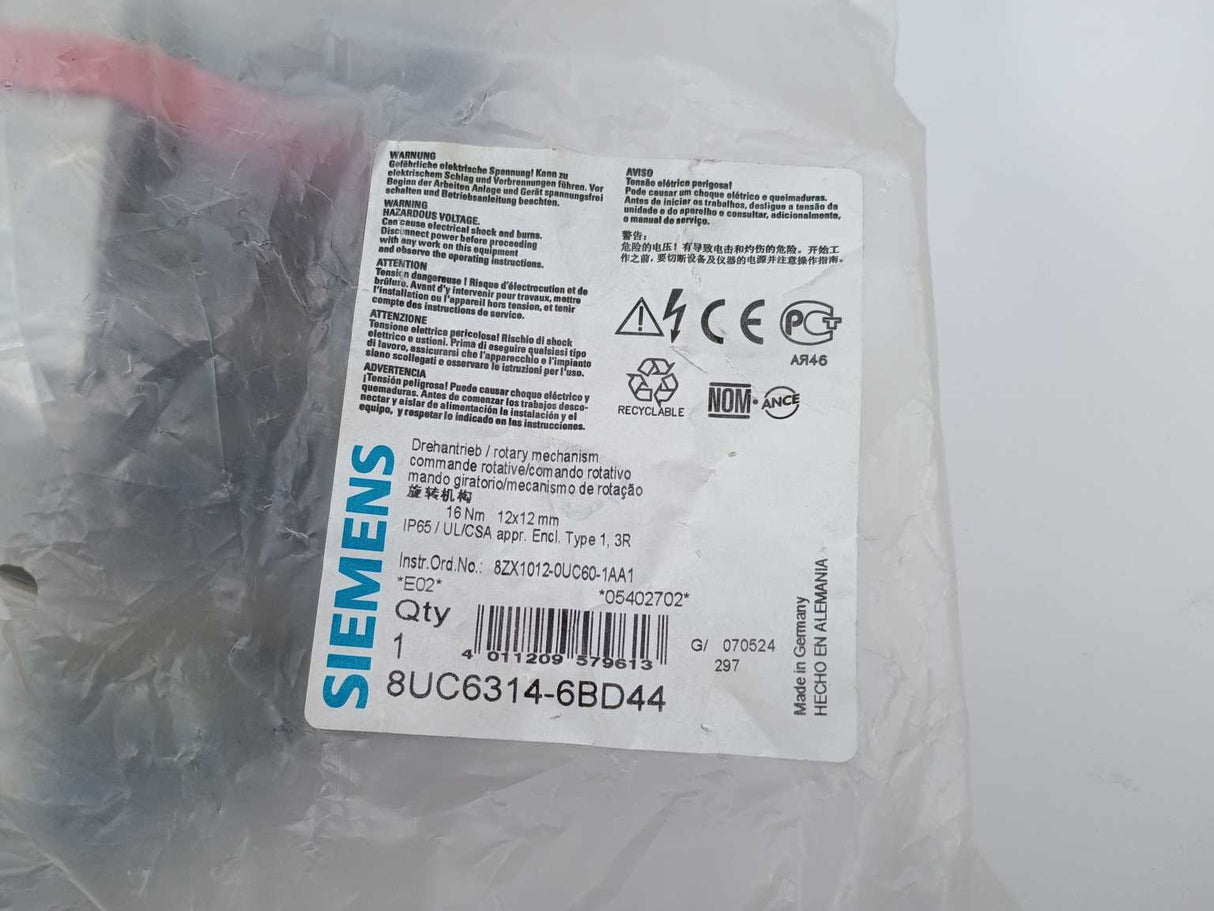 WARNUNG
Gefährliche elektrische Spannung! Kann zu
elektrischem Schlag und Verbrennungen führen. Vor
Beginn der Arbeiten Anlage und Gerät spannungsfrei
schalten und Betriebsanleitung beachten.
WARNING
HAZARDOUS VOLTAGE.
Can cause electrical shock and burns.
Disconnect power before proceeding
with any work on this equipment
and observe the operating instructions.
ATTENTION
Tension dangereuse ! Risque d'électrocution et de
brûlure. Avant d'y intervenir pour travaux, mettre
l'installation ou l'appareil hors tension, et tenir
compte des instructions de service.
ATTENZIONE
Tensione elettrica pericolosa! Rischio di shock
elettrico e ustioni. Prima di eseguire qualsiasi tipo
di lavoro, assicurarsi che l'apparecchio e l'impianto
siano scollegati e osservare le istruzioni per l'uso.
ADVERTENCIA
¡Tensión peligrosa! Puede causar choque eléctrico y
quemaduras. Antes de comenzar los trabajos desco-
nectar y aislar de alimentación la instalación y el
equipo, y respetar lo indicado en las instrucciones.
AVISO
Tensão elétrica perigosa!
Pode causar um choque elétrico e queimaduras.
Antes de iniciar os trabalhos, desligue a tensão da
unidade e do aparelho e consultar, adicionalmente,
o manual de serviço.
警告:
危险的电压! 有导致电击和灼伤的危险。开始工
作之前, 要切断设备及仪器的电源并注意操作指南。
CE
PCT
АЯ46
RECYCLABLE
NOM-ANCE
SIEMENS
Drehantrieb / rotary mechanism
commande rotative/comando rotativo
mando giratorio/mecanismo de rotação
旋转机构
16 Nm 12x12 mm
IP65 / UL/CSA appr. Encl. Type 1, 3R
Instr.Ord.No.: 8ZX1012-0UC60-1AA1
*E02* *05402702*
Qty
1
4 011209 579613
G/ 070524
297
8UC6314-6BD44
Made in Germany
HECHO EN ALEMANIA